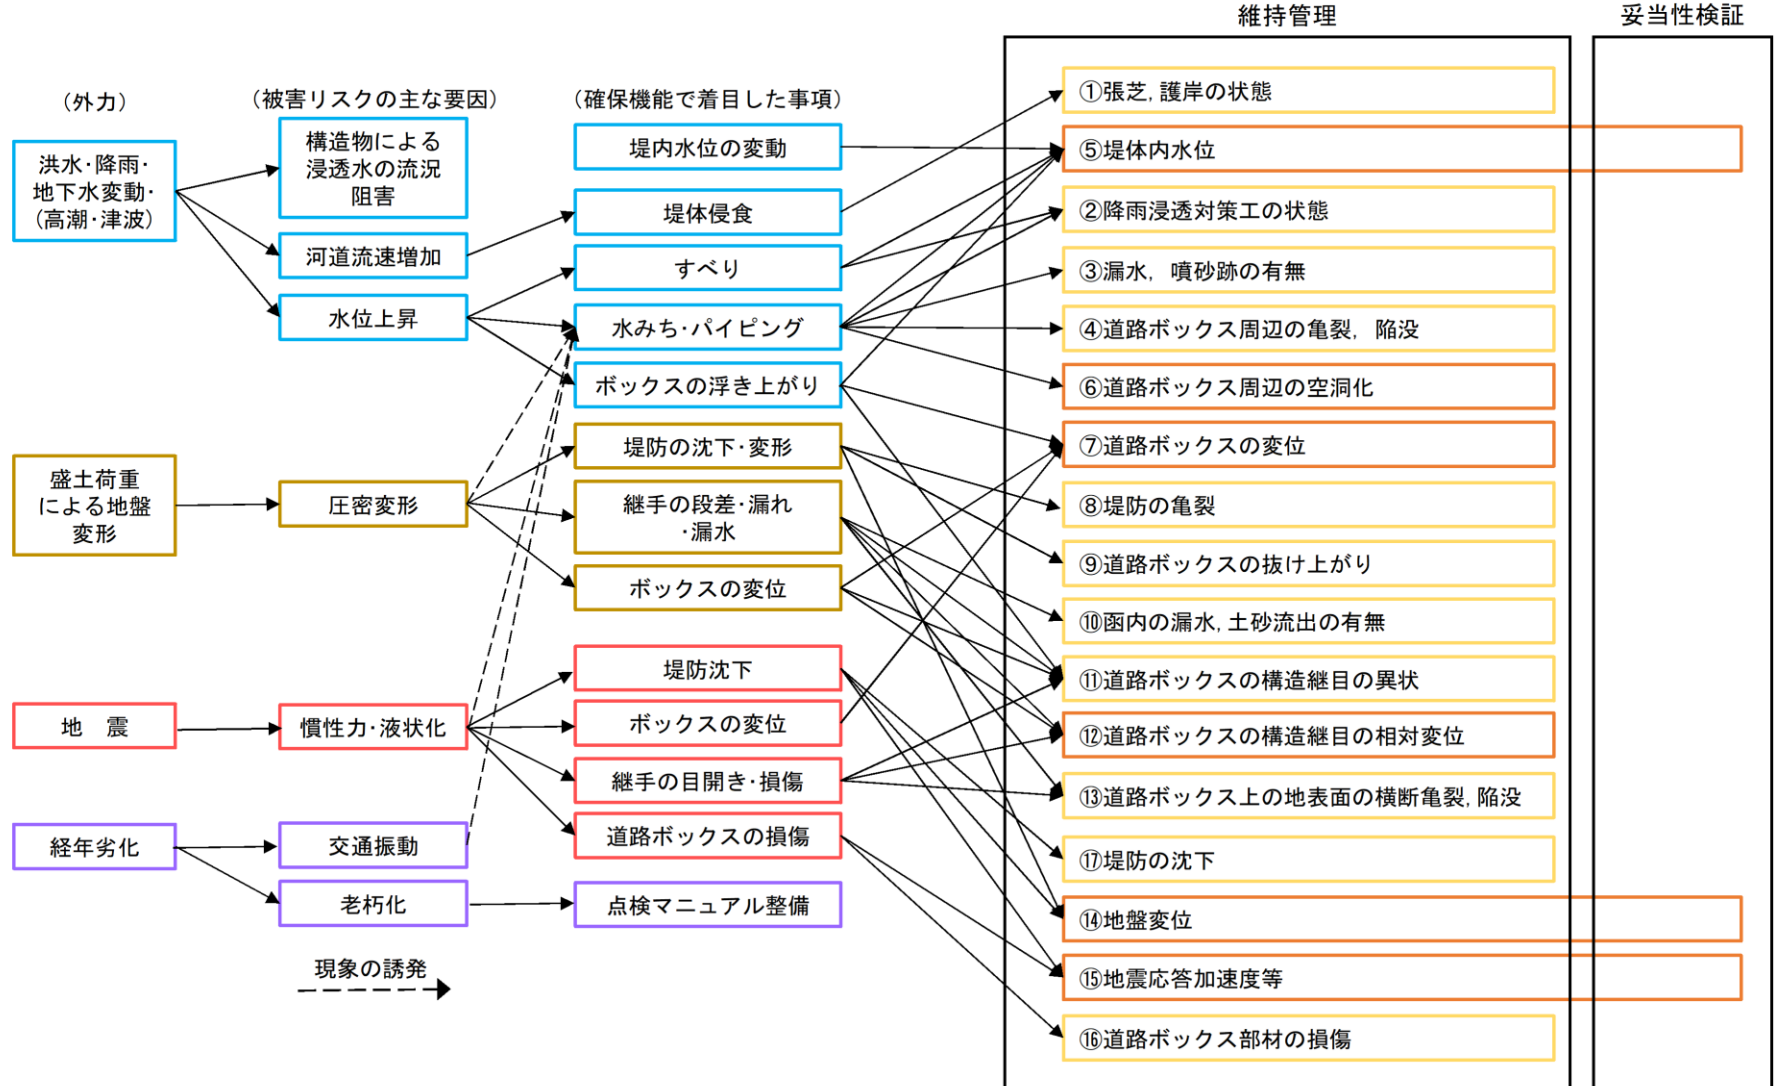 維持管理
妥当性検証
（外力）
（被害リスクの主な要因）
（確保機能で着目した事項）
洪水・降雨・
地下水変動・
（高潮・津波）
構造物による
浸透水の流況
阻害
河道流速増加
水位上昇
堤内水位の変動
堤体侵食
すべり
水みち・パイピング
ボックスの浮き上がり
盛土荷重
による地盤
変形
圧密変形
堤防の沈下・変形
継手の段差・漏れ
・漏水
ボックスの変位
地　震
慣性力・液状化
堤防沈下
ボックスの変位
継手の目開き・損傷
道路ボックスの損傷
経年劣化
交通振動
老朽化
点検マニュアル整備
現象の誘発
①張芝，護岸の状態
⑤堤体内水位
②降雨浸透対策工の状態
③漏水，噴砂跡の有無
④道路ボックス周辺の亀裂，陥没
⑥道路ボックス周辺の空洞化
⑦道路ボックスの変位
⑧堤防の亀裂
⑨道路ボックスの抜け上がり
⑩函内の漏水，土砂流出の有無
⑪道路ボックスの構造継目の異状
⑫道路ボックスの構造継目の相対変位
⑬道路ボックス上の地表面の横断亀裂，陥没
⑰堤防の沈下
⑭地盤変位
⑮地震応答加速度等
⑯道路ボックス部材の損傷